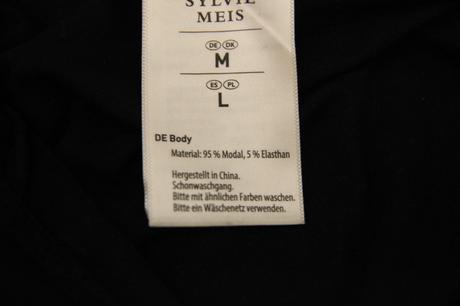 SYLVIE
MEIS
DE DK
M
ES PL
L
DE Body
Material: 95 % Modal, 5 % Elasthan
Hergestellt in China.
Schonwaschgang.
Bitte mit ähnlichen Farben waschen.
Bitte ein Wäschenetz verwenden.